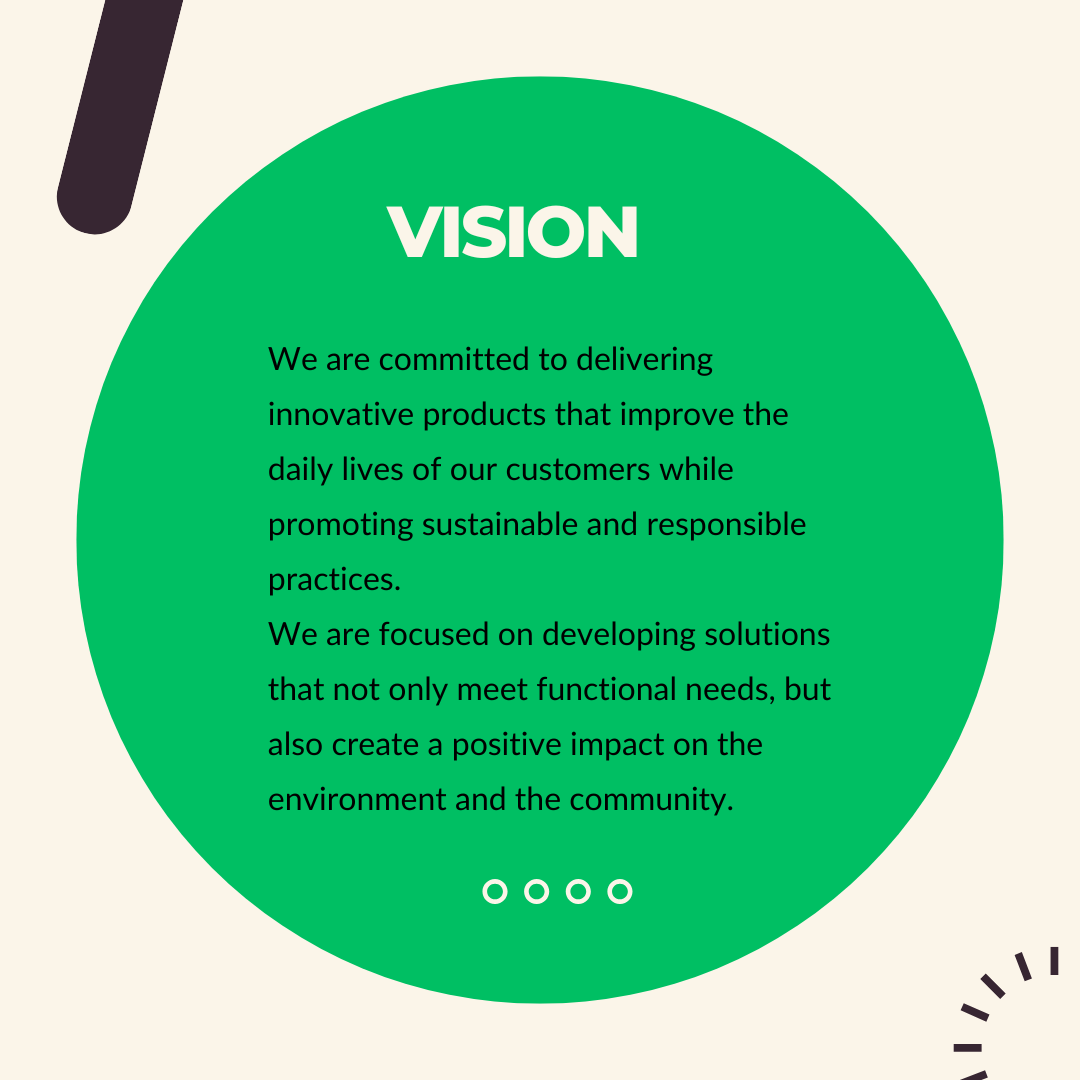 VISION
We are committed to delivering
innovative products that improve the
daily lives of our customers while
promoting sustainable and responsible
practices.
We are focused on developing solutions
that not only meet functional needs, but
also create a positive impact on the
environment and the community.